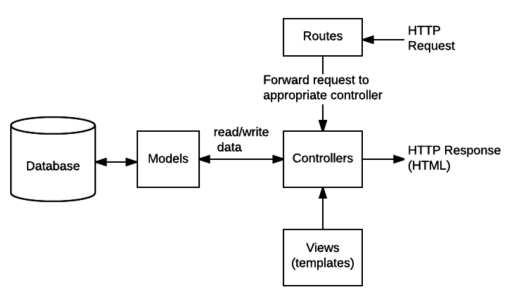 Routes
HTTP
Request
Forward request to
appropriate controller
read/write
data
Database
Models
Controllers
HTTP Response
(HTML)
Views
(templates)